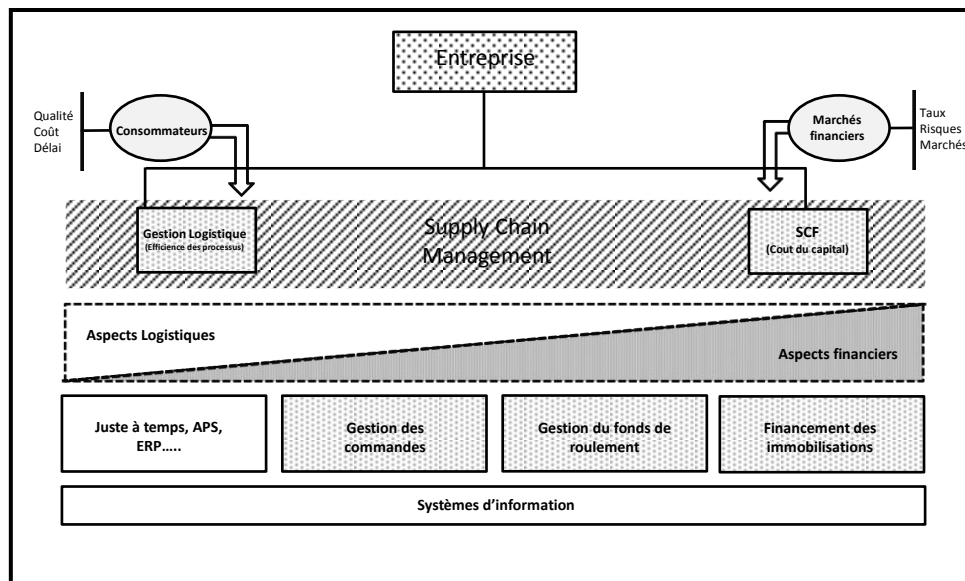 Entreprise
Qualité
Coût
Délai
Consommateurs
Marchés
financiers
Taux
Risques
Marchés
Gestion Logistique
(Efficience des processus)
Supply Chain
Management
SCF
(Cout du capital)
Aspects Logistiques
Aspects financiers
Juste à temps, APS,
ERP.....
Gestion des
commandes
Gestion du fonds de
roulement
Financement des
immobilisations
Systèmes d’information